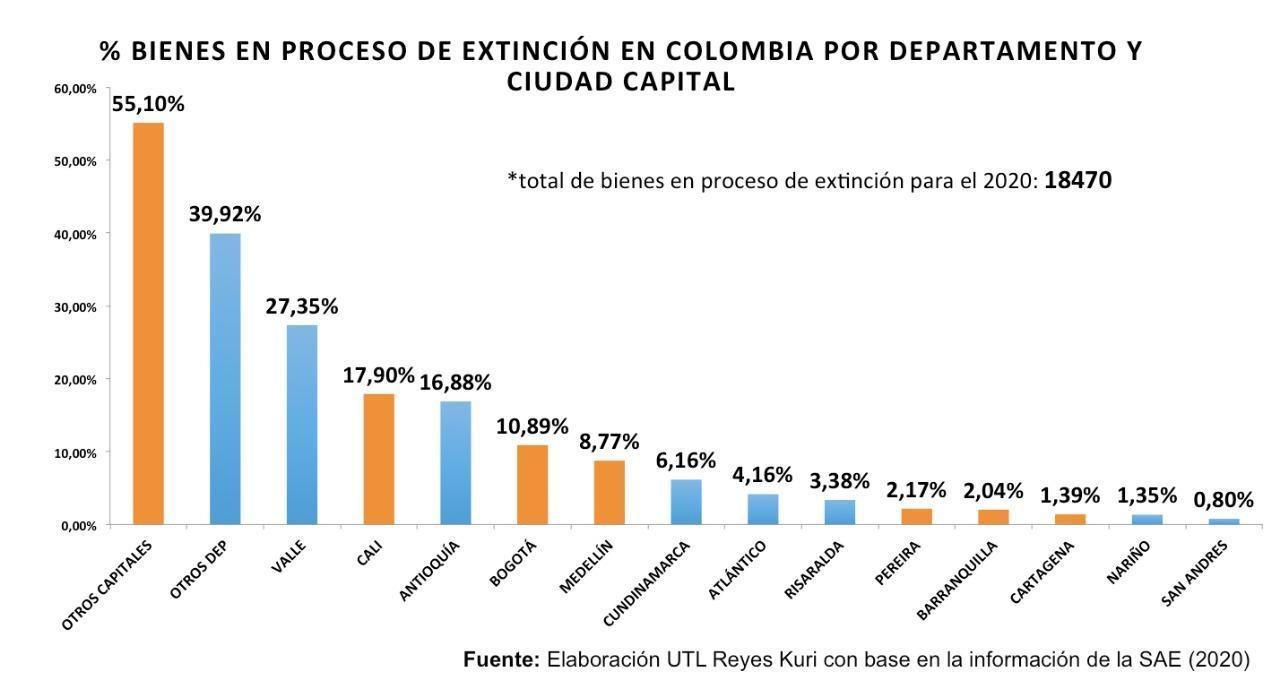 % BIENES EN PROCESO DE EXTINCIÓN EN COLOMBIA POR DEPARTAMENTO Y
CIUDAD CAPITAL
60,00%
50,00%
40,00%
30,00%
20,00%
10,00%
0,00%
*total de bienes en proceso de extinción para el 2020: 18470
55,10%
39,92%
27,35%
17,90%
16,88%
10,89%
8,77%
6,16%
4,16%
3,38%
2,17%
2,04%
1,39%
1,35%
0,80%
OTROS CAPITALES
OTROS DEP
VALLE
CALI
ANTIOQUÍA
BOGOTÁ
MEDELLÍN
CUNDINAMARCA
ATLÁNTICO
RISARALDA
PEREIRA
BARRANQUILLA
CARTAGENA
NARIÑO
SAN ANDRES
Fuente: Elaboración UTL Reyes Kuri con base en la información de la SAE (2020)